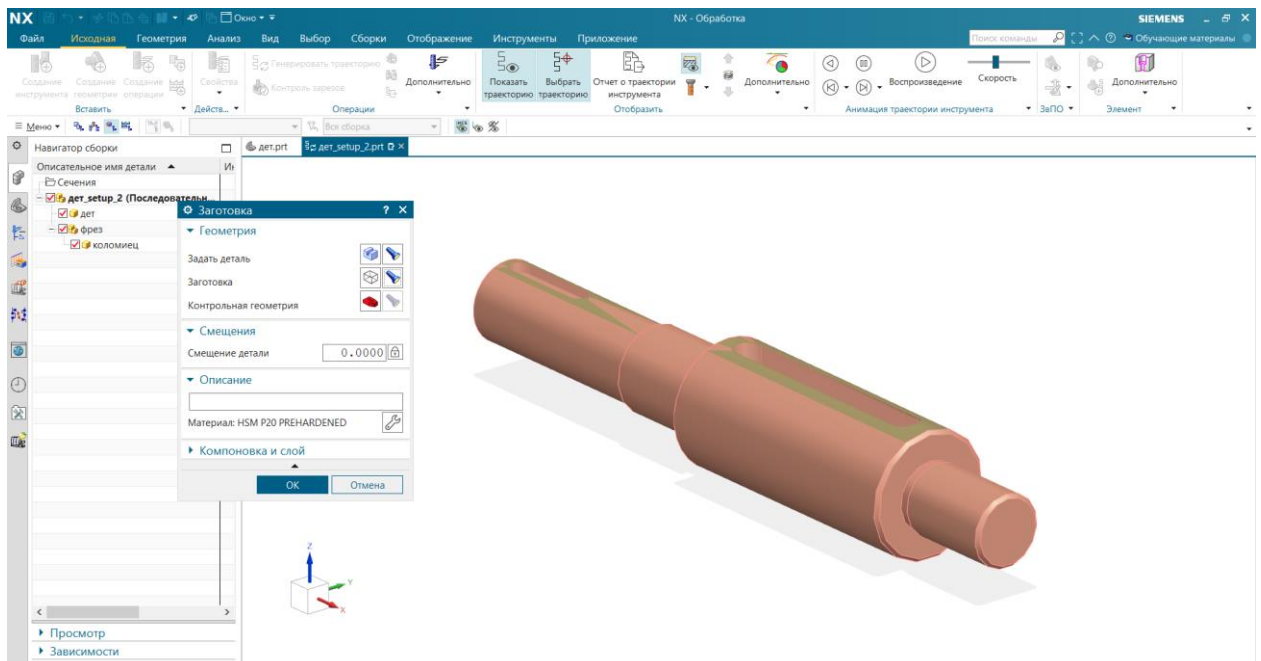 NX Окно NX - Обработка SIEMENS
Файл Исходная Геометрия Анализ Вид Выбор Сборки Отображение Инструменты Приложение Поиск команды Обучающие материалы
Создание инструмента Создание геометрии Создание операции Свойства Генерировать траекторию Контроль зарезов Дополнительно Показать траекторию Выбрать траекторию Отчет о траектории инструмента Дополнительно Воспроизведение Скорость Дополнительно
Вставить Действ... Операции Отобразить Анимация траектории инструмента ЗаПО Элемент
Меню Вся сборка
Навигатор сборки дет.prt дет_setup_2.prt
Описательное имя детали Ин
Сечения
дет_setup_2 (Последовательн...
дет
фрез
коломиец
Заготовка ? ×
Геометрия
Задать деталь
Заготовка
Контрольная геометрия
Смещения
Смещение детали 0.0000
Описание
Материал: HSM P20 PREHARDENED
Компоновка и слой
ОК Отмена
Z
Y
X
Просмотр
Зависимости